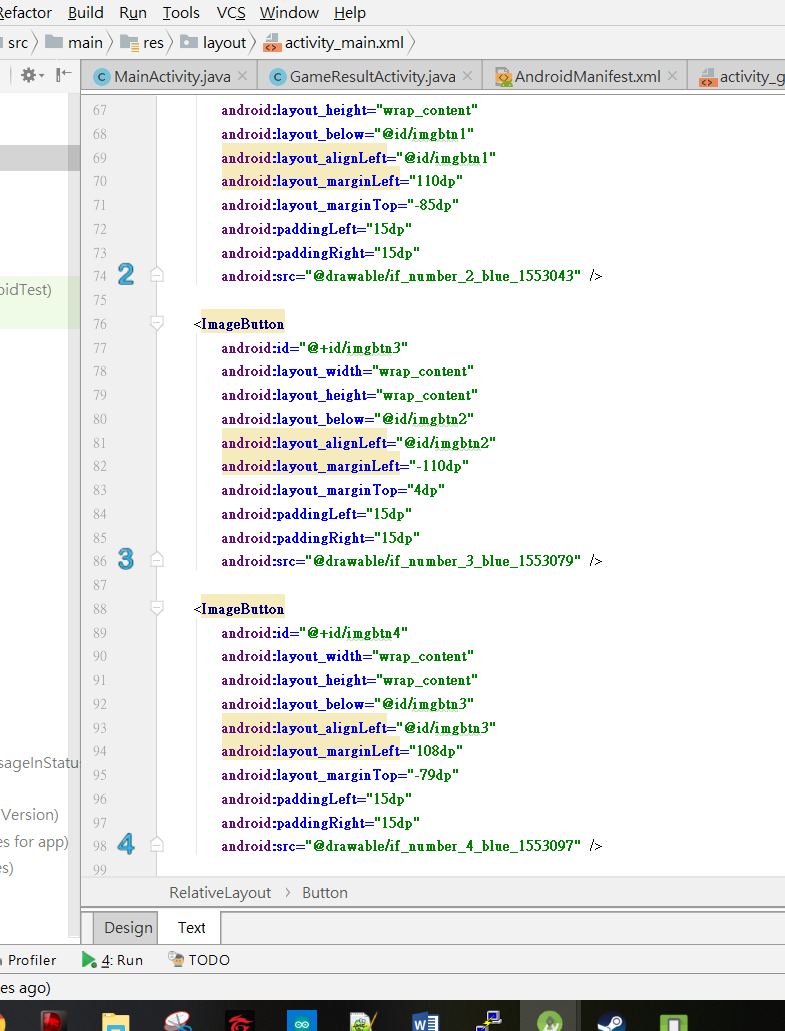 Refactor Build Run Tools VCS Window Help
src main res layout activity_main.xml
MainActivity.java GameResultActivity.java AndroidManifest.xml activity_g
67 android:layout_height="wrap_content"
68 android:layout_below="@id/imgbtn1"
69 android:layout_alignLeft="@id/imgbtn1"
70 android:layout_marginLeft="110dp"
71 android:layout_marginTop="-85dp"
72 android:paddingLeft="15dp"
73 android:paddingRight="15dp"
74 2 android:src="@drawable/if_number_2_blue_1553043" />
oidTest)
75
76 <ImageButton
77 android:id="@+id/imgbtn3"
78 android:layout_width="wrap_content"
79 android:layout_height="wrap_content"
80 android:layout_below="@id/imgbtn2"
81 android:layout_alignLeft="@id/imgbtn2"
82 android:layout_marginLeft="-110dp"
83 android:layout_marginTop="4dp"
84 android:paddingLeft="15dp"
85 android:paddingRight="15dp"
86 3 android:src="@drawable/if_number_3_blue_1553079" />
87
88 <ImageButton
89 android:id="@+id/imgbtn4"
90 android:layout_width="wrap_content"
91 android:layout_height="wrap_content"
92 android:layout_below="@id/imgbtn3"
93 android:layout_alignLeft="@id/imgbtn3"
94 android:layout_marginLeft="108dp"
sageInStatu
95 android:layout_marginTop="-79dp"
96 android:paddingLeft="15dp"
Version)
97 android:paddingRight="15dp"
98 4 android:src="@drawable/if_number_4_blue_1553097" />
es for app)
99
es)
RelativeLayout Button
Design Text
Profiler 4: Run TODO
es ago)